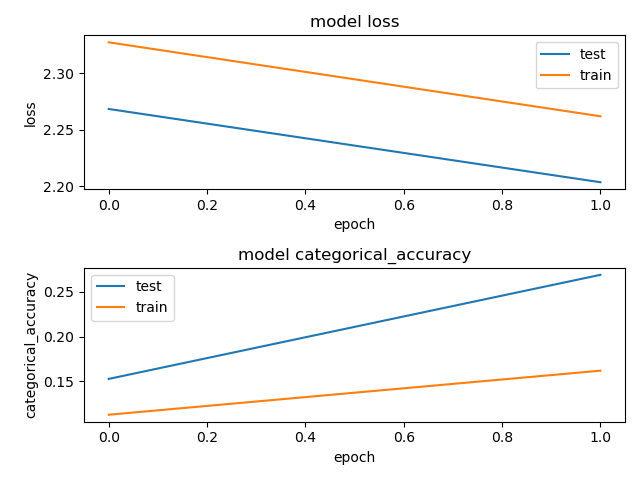 model loss
loss
2.30
2.25
2.20
test
train
0.0 0.2 0.4 0.6 0.8 1.0
epoch
model categorical_accuracy
categorical_accuracy
0.25
0.20
0.15
test
train
0.0 0.2 0.4 0.6 0.8 1.0
epoch